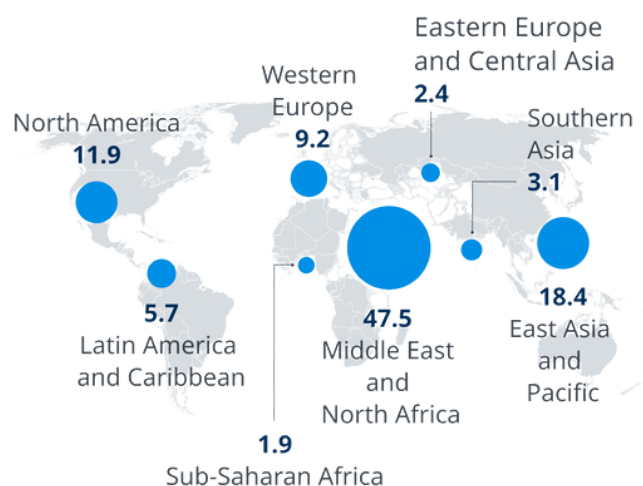 Eastern Europe
and Central Asia
2.4
Western
Europe
9.2
Southern
Asia
3.1
North America
11.9
5.7
Latin America
and Caribbean
47.5
Middle East
and
North Africa
18.4
East Asia
and
Pacific
1.9
Sub-Saharan Africa